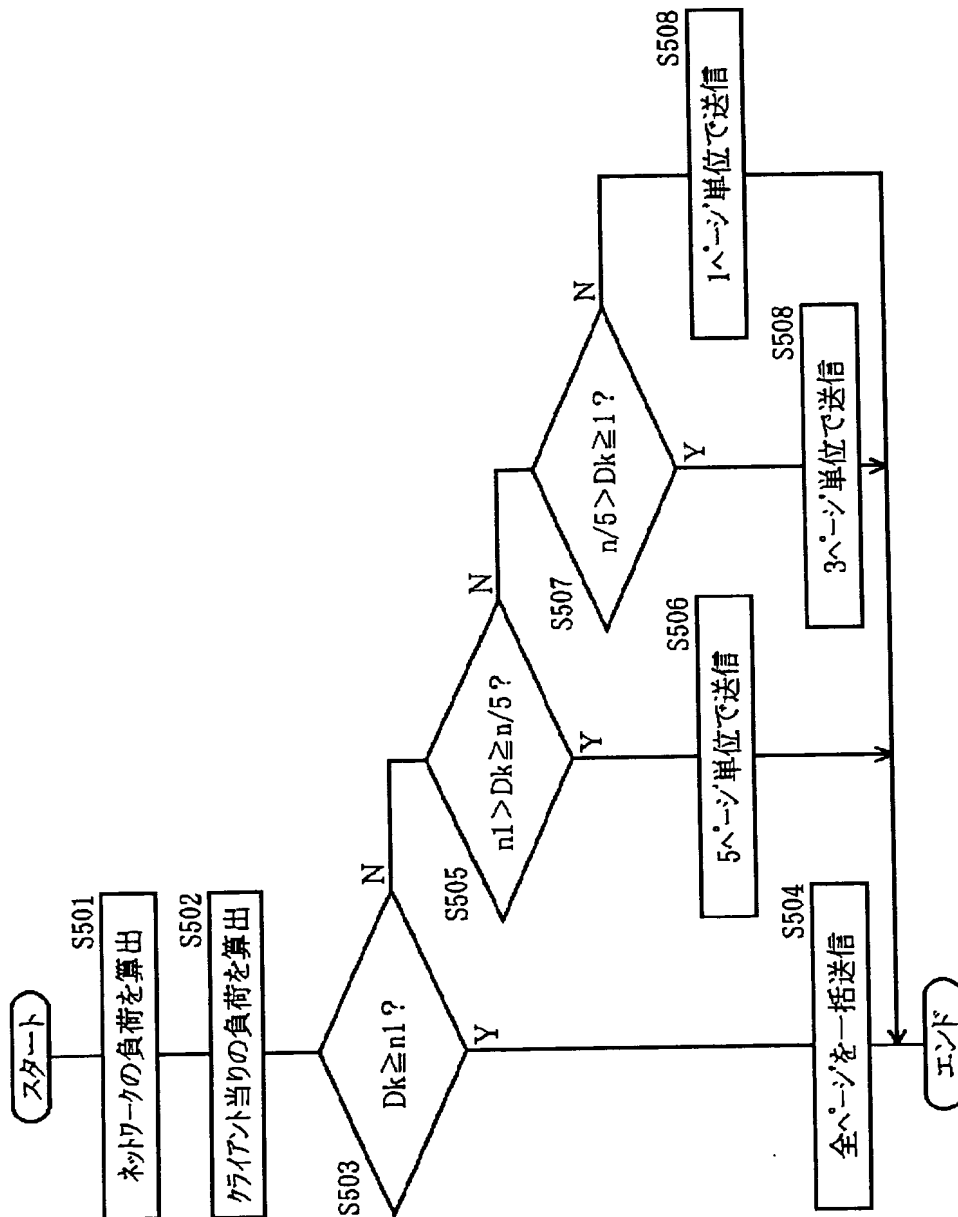 スタート
S501
ネットワークの負荷を算出
S502
クライアント当りの負荷を算出
S503
Dk≧n1?
N
Y
S505
n1>Dk≧n/5?
N
Y
S507
n/5>Dk≧1?
N
Y
S504
全ページを一括送信
S506
5ページ単位で送信
S508
3ページ単位で送信
S508
1ページ単位で送信
エンド